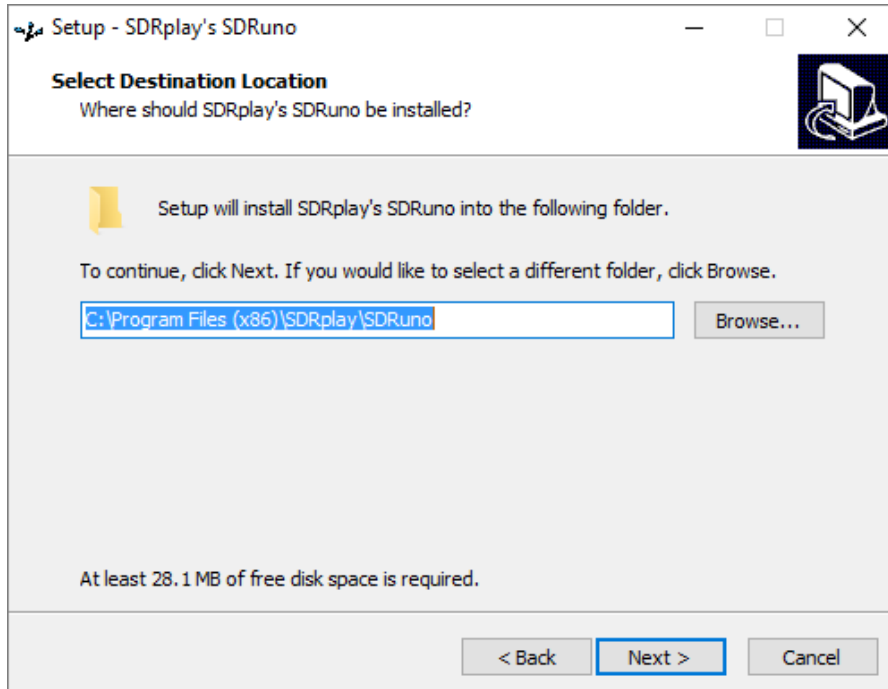 Setup - SDRplay's SDRuno
Select Destination Location
Where should SDRplay's SDRuno be installed?
Setup will install SDRplay's SDRuno into the following folder.
To continue, click Next. If you would like to select a different folder, click Browse.
C:\Program Files (x86)\SDRplay\SDRuno
Browse...
At least 28.1 MB of free disk space is required.
< Back
Next >
Cancel